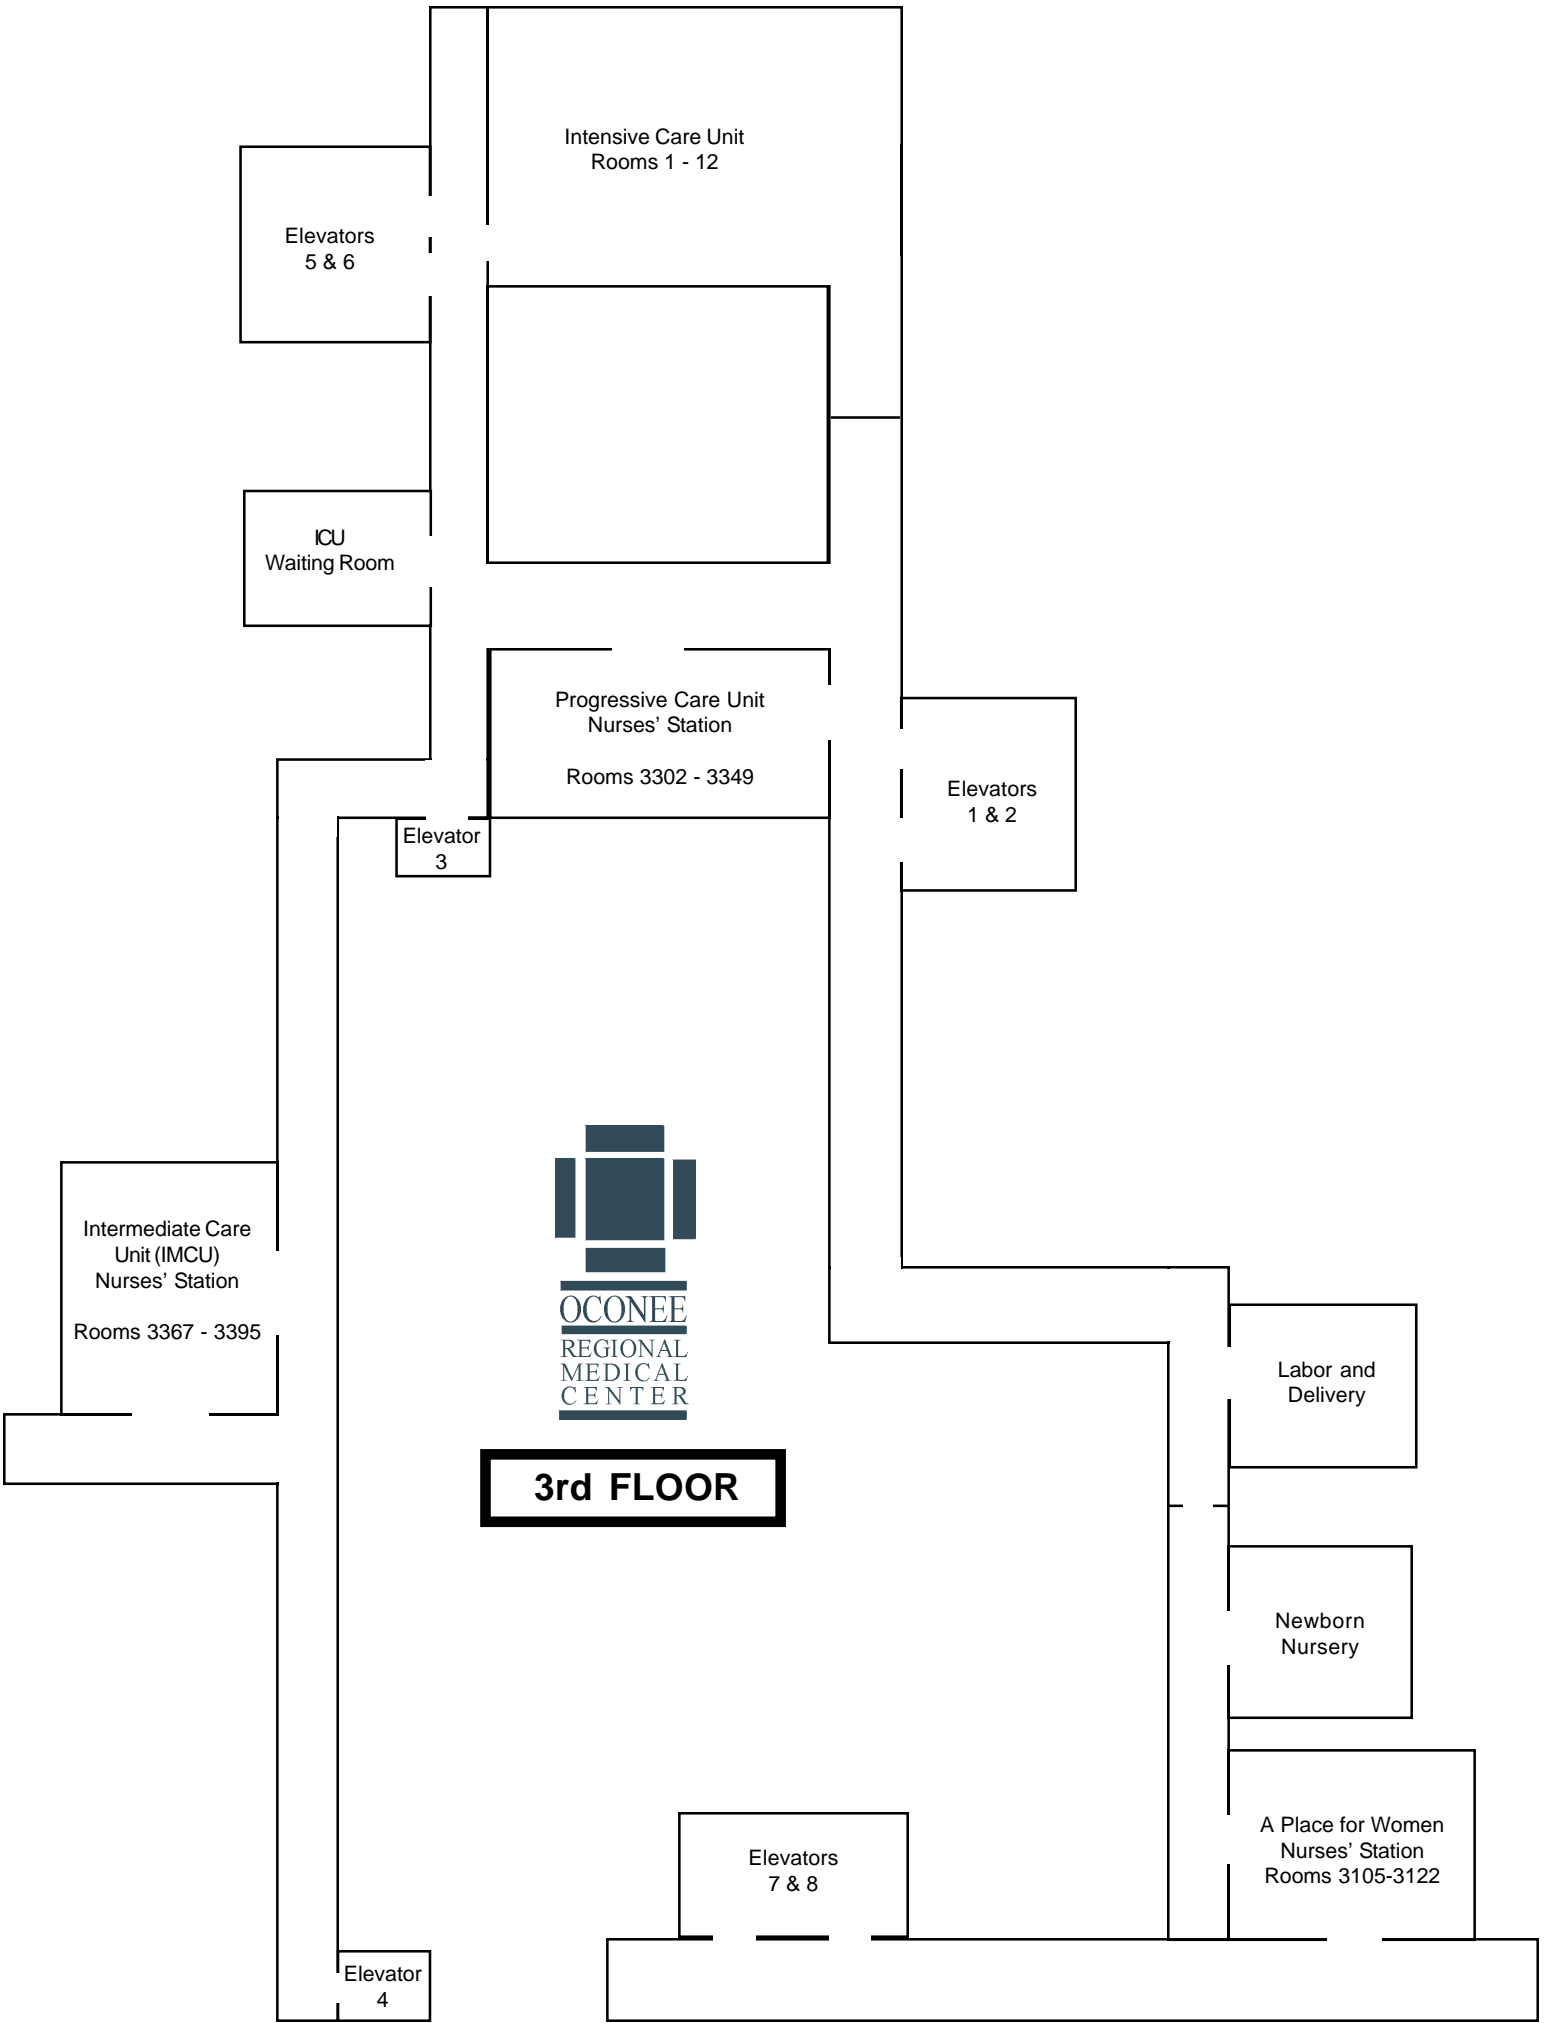 Intensive Care Unit
Rooms 1 - 12
Elevators
5 & 6
ICU
Waiting Room
Progressive Care Unit
Nurses’ Station
Rooms 3302 - 3349
Elevators
1 & 2
Elevator
3
Intermediate Care
Unit (IMCU)
Nurses’ Station
Rooms 3367 - 3395
OCONEE
REGIONAL
MEDICAL
CENTER
3rd FLOOR
Labor and
Delivery
Newborn
Nursery
A Place for Women
Nurses’ Station
Rooms 3105-3122
Elevators
7 & 8
Elevator
4